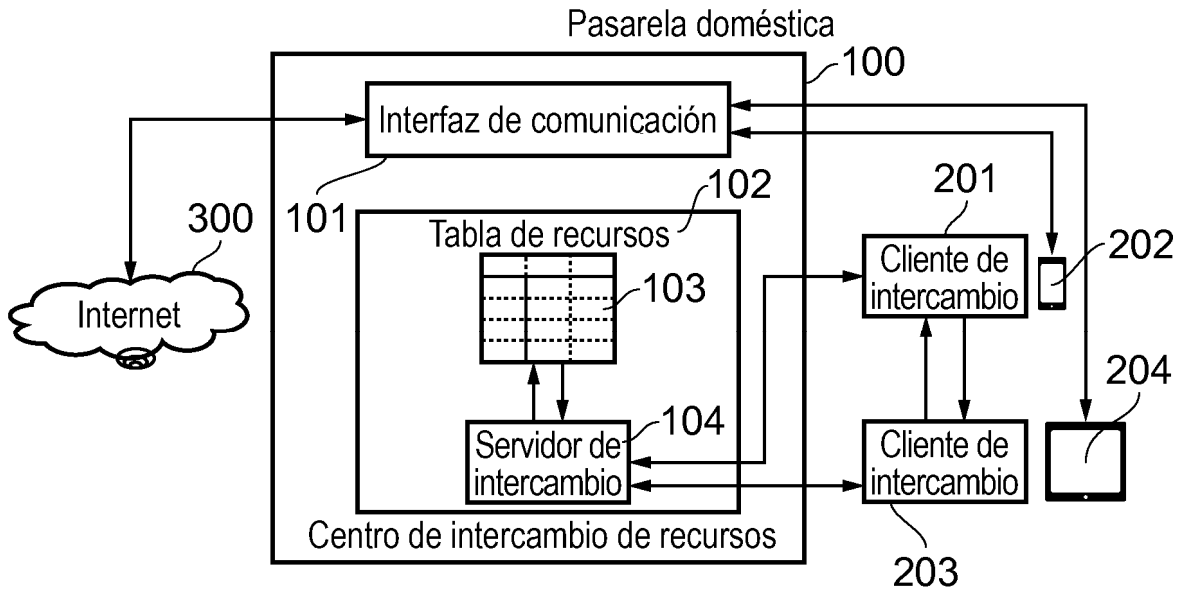 Pasarela doméstica
100
Interfaz de comunicación
101
102
201
300
Tabla de recursos
Cliente de
intercambio
202
103
Internet
204
104
Servidor de
intercambio
Cliente de
intercambio
Centro de intercambio de recursos
203